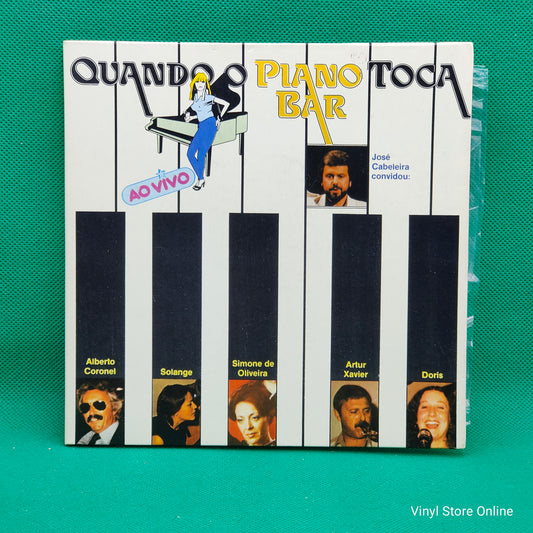 QUANDO O PIANO TOCA
BAR
AO VIVO
José
Cabeleira
convidou:
Alberto
Coronel
Solange
Simone de
Oliveira
Artur
Xavier
Doris
Vinyl Store Online